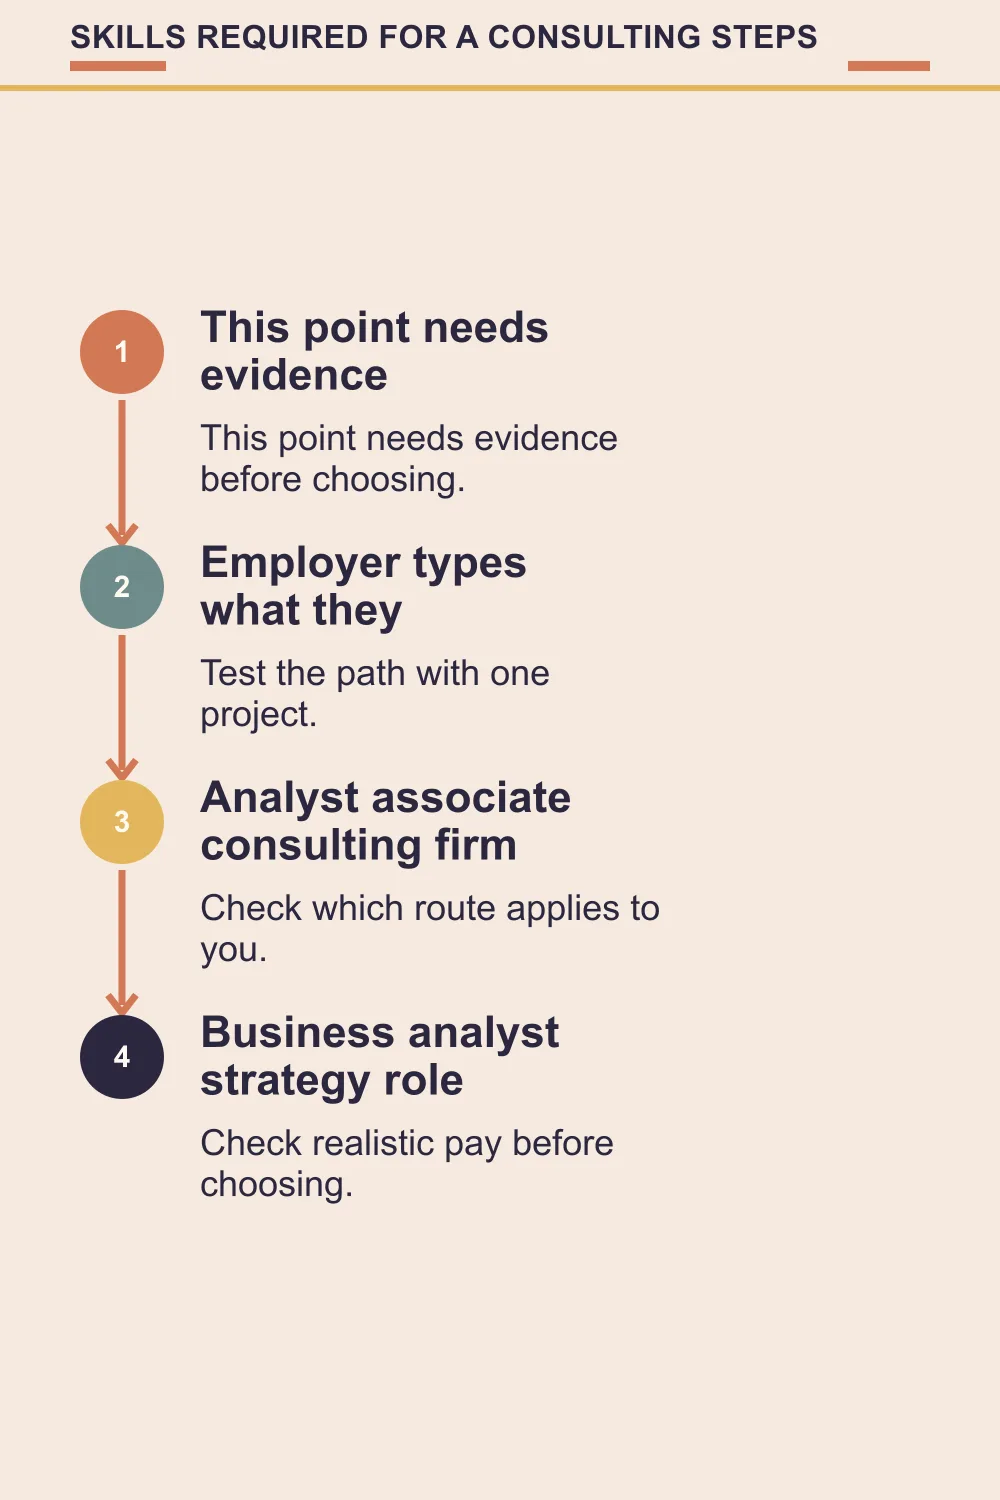 SKILLS REQUIRED FOR A CONSULTING STEPS
1
This point needs
evidence
This point needs evidence
before choosing.
2
Employer types
what they
Test the path with one
project.
3
Analyst associate
consulting firm
Check which route applies to
you.
4
Business analyst
strategy role
Check realistic pay before
choosing.